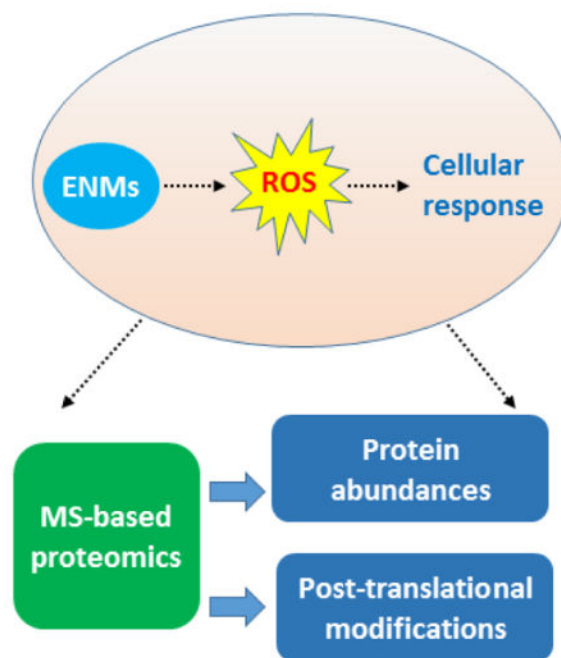 ENMs
ROS
Cellular
response
MS-based
proteomics
Protein
abundances
Post-translational
modifications